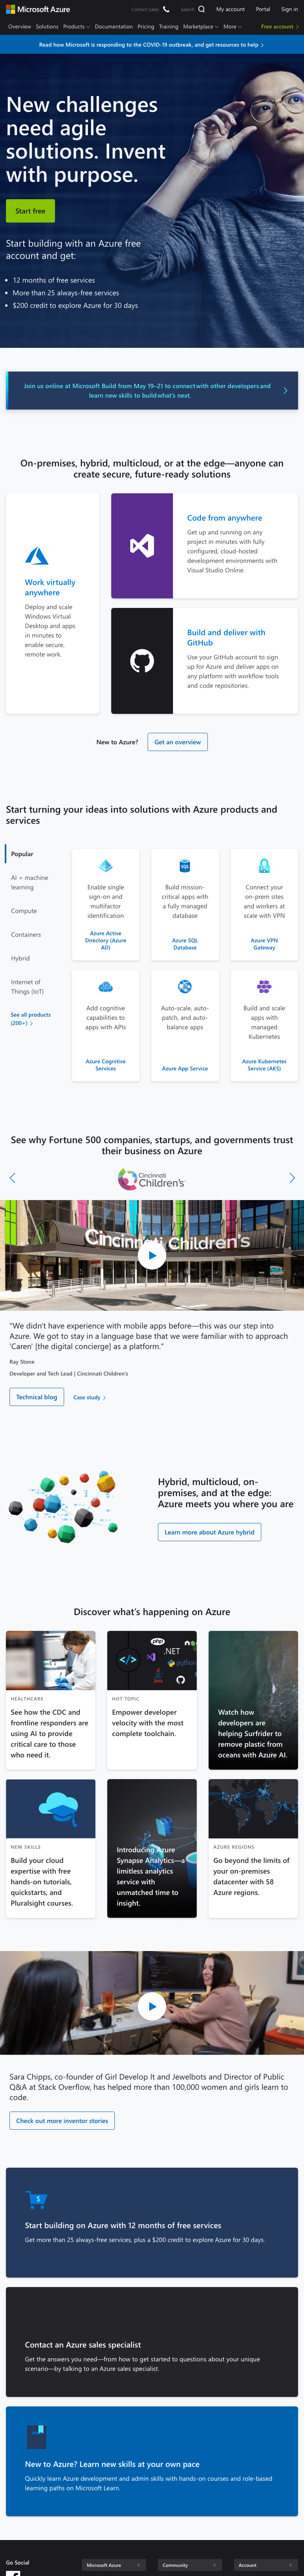 Microsoft Azure
Contact Sales
Search
My account
Portal
Sign in
Overview
Solutions
Products
Documentation
Pricing
Training
Marketplace
More
Free account
Read how Microsoft is responding to the COVID-19 outbreak, and get resources to help
New challenges
need agile
solutions. Invent
with purpose.
Start free
Start building with an Azure free
account and get:
• 12 months of free services
• More than 25 always-free services
• $200 credit to explore Azure for 30 days
Join us online at Microsoft Build from May 19–21 to connect with other developers and
learn new skills to build what's next.
On-premises, hybrid, multicloud, or at the edge—anyone can
create secure, future-ready solutions
Work virtually
anywhere
Deploy and scale
Windows Virtual
Desktop and apps
in minutes to
enable secure,
remote work.
Code from anywhere
Get up and running on any
project in minutes with fully
configured, cloud-hosted
development environments with
Visual Studio Online.
Build and deliver with
GitHub
Use your GitHub account to sign
up for Azure and deliver apps on
any platform with workflow tools
and code repositories.
New to Azure?
Get an overview
Start turning your ideas into solutions with Azure products and
services
Popular
AI + machine
learning
Compute
Containers
Hybrid
Internet of
Things (IoT)
See all products
(200+)
Enable single
sign-on and
multifactor
identification
Azure Active
Directory (Azure
AD)
SQL
Build mission-
critical apps with
a fully managed
database
Azure SQL
Database
Connect your
on-prem sites
and workers at
scale with VPN
Azure VPN
Gateway
Add cognitive
capabilities to
apps with APIs
Azure Cognitive
Services
Auto-scale, auto-
patch, and auto-
balance apps
Azure App Service
Build and scale
apps with
managed
Kubernetes
Azure Kubernetes
Service (AKS)
See why Fortune 500 companies, startups, and governments trust
their business on Azure
Cincinnati
Children's
Cincinnati Children's
"We didn't have experience with mobile apps before—this was our step into
Azure. We got to stay in a language base that we were familiar with to approach
'Caren' [the digital concierge] as a platform."
Ray Stone
Developer and Tech Lead | Cincinnati Children's
Technical blog
Case study
Hybrid, multicloud, on-
premises, and at the edge:
Azure meets you where you are
Learn more about Azure hybrid
Discover what's happening on Azure
HEALTHCARE
See how the CDC and
frontline responders are
using AI to provide
critical care to those
who need it.
php
.NET
python
Java
HOT TOPIC
Empower developer
velocity with the most
complete toolchain.
Watch how
developers are
helping Surfrider to
remove plastic from
oceans with Azure AI.
NEW SKILLS
Build your cloud
expertise with free
hands-on tutorials,
quickstarts, and
Pluralsight courses.
Introducing Azure
Synapse Analytics—a
limitless analytics
service with
unmatched time to
insight.
AZURE REGIONS
Go beyond the limits of
your on-premises
datacenter with 58
Azure regions.
Sara Chipps, co-founder of Girl Develop It and Jewelbots and Director of Public
Q&A at Stack Overflow, has helped more than 100,000 women and girls learn to
code.
Check out more inventor stories
Start building on Azure with 12 months of free services
Get more than 25 always-free services, plus a $200 credit to explore Azure for 30 days.
Contact an Azure sales specialist
Get the answers you need—from how to get started to questions about your unique
scenario—by talking to an Azure sales specialist.
New to Azure? Learn new skills at your own pace
Quickly learn Azure development and admin skills with hands-on courses and role-based
learning paths on Microsoft Learn.
Go Social
Microsoft Azure
Community
Account